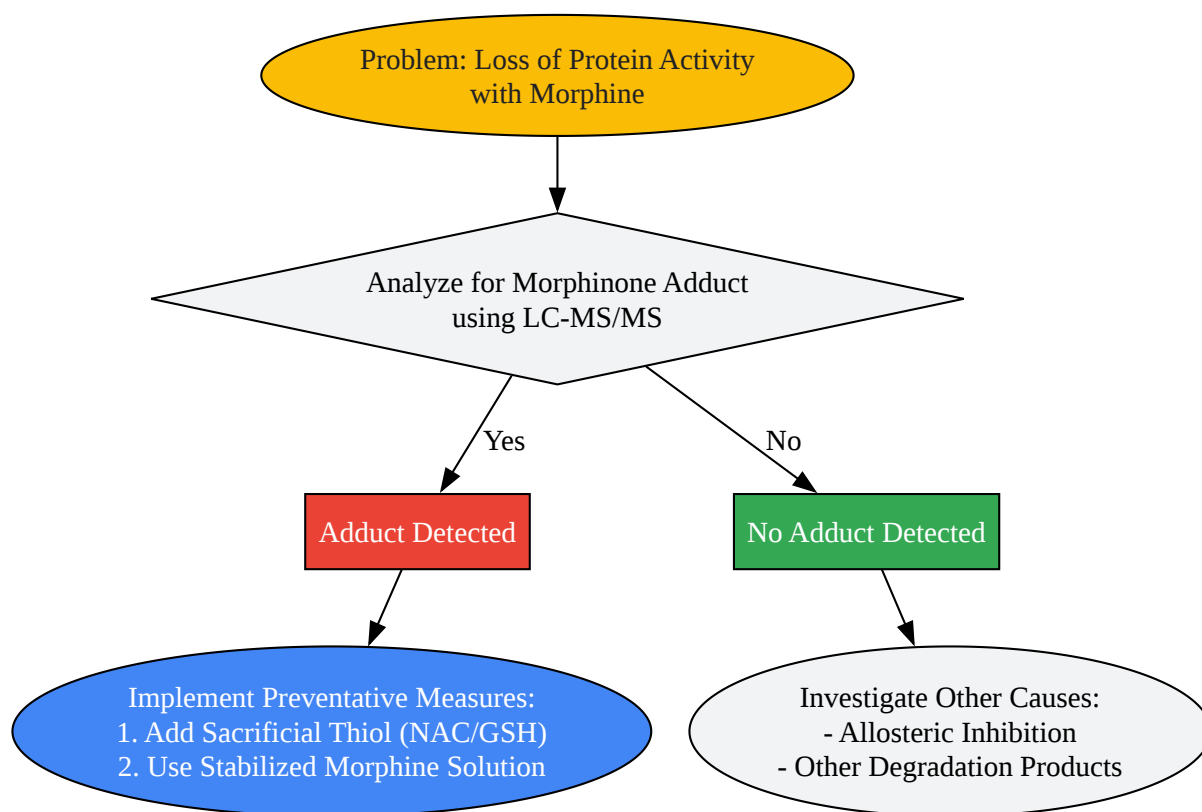 Problem: Loss of Protein Activity
with Morphine
Analyze for Morphinone Adduct
using LC-MS/MS
Yes
No
Adduct Detected
No Adduct Detected
Implement Preventative Measures:
1. Add Sacrificial Thiol (NAC/GSH)
2. Use Stabilized Morphine Solution
Investigate Other Causes:
- Allosteric Inhibition
- Other Degradation Products